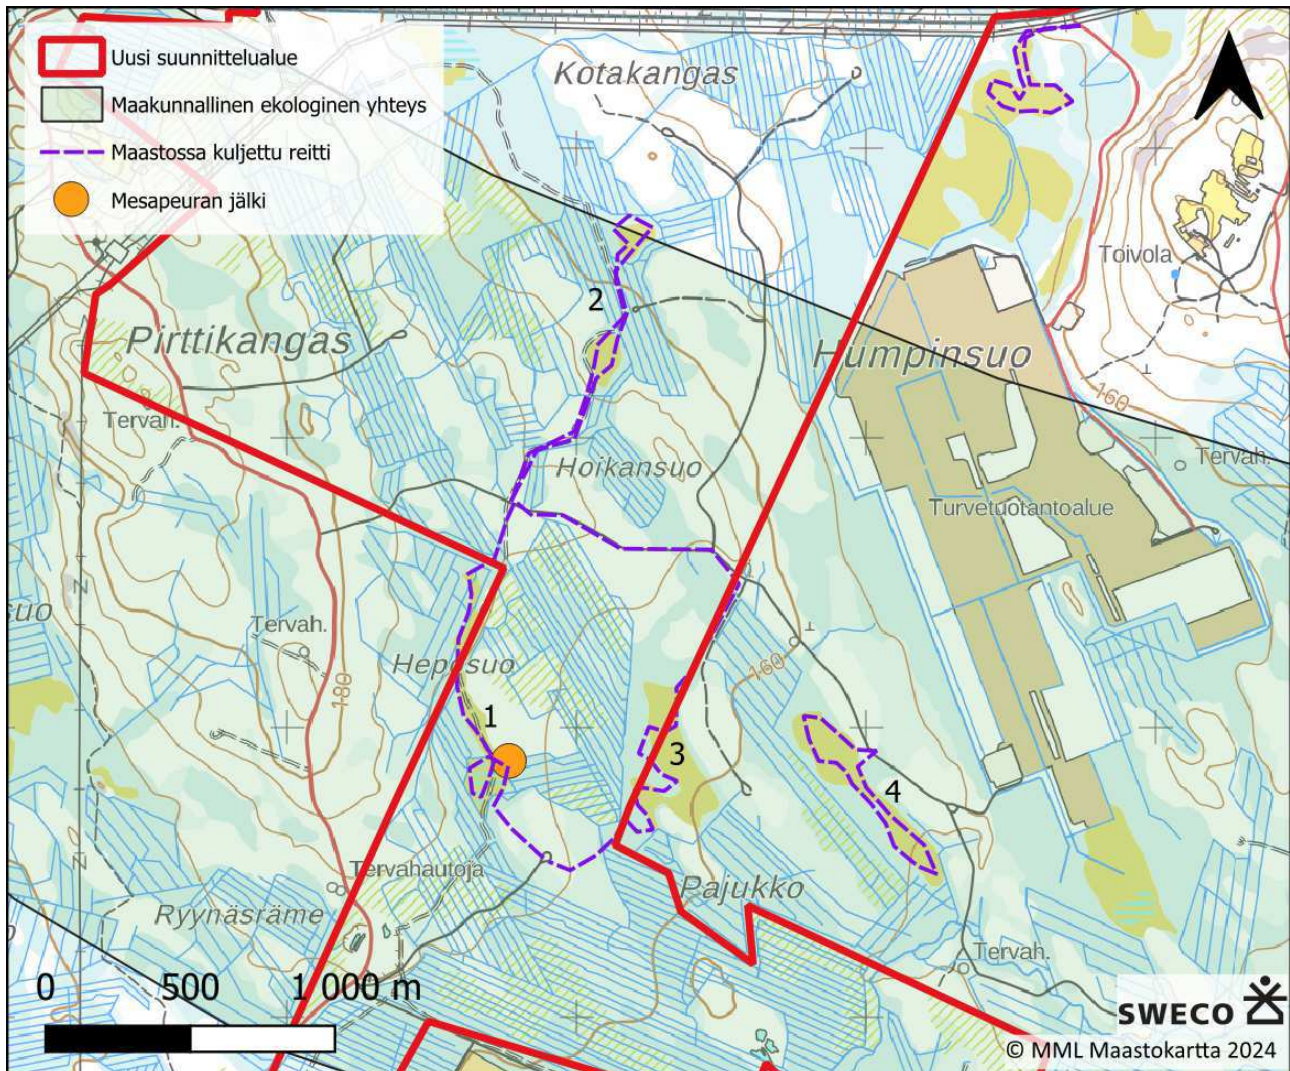 Uusi suunnittelualue
Maakunnallinen ekologinen yhteys
Maastossa kuljettu reitti
Mesapeuran jälki
Kotakangas
Toivola
2
Pirttikangas
Humpinsuo
160
Tervah.
Hoikansuo
Tervah.
Turvetuotantoalue
suo
Tervah.
Heposuo
160
180
1
3
4
Tervahautoja
Pajukko
Ryynäsräme
Tervah.
0 500 1 000 m
SWECO
© MML Maastokartta 2024